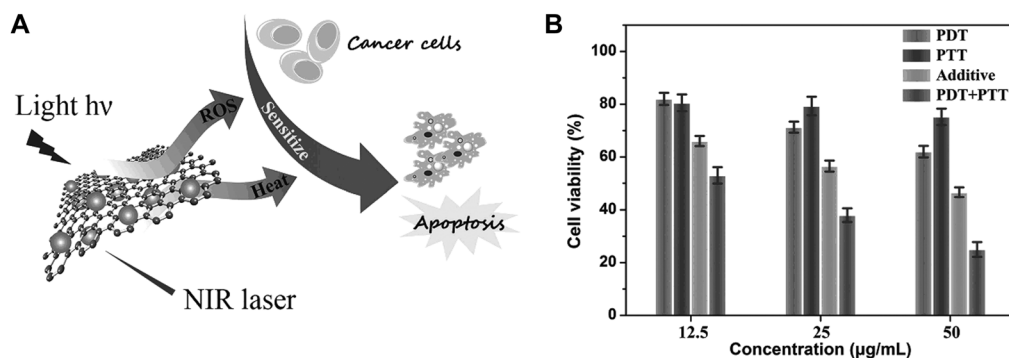 A
Cancer cells
Light hν
ROS
Sensitize
Heat
Apoptosis
NIR laser
B
PDT
PTT
Additive
PDT+PTT
100
80
60
40
20
0
Cell viability (%)
12.5 25 50
Concentration (µg/mL)